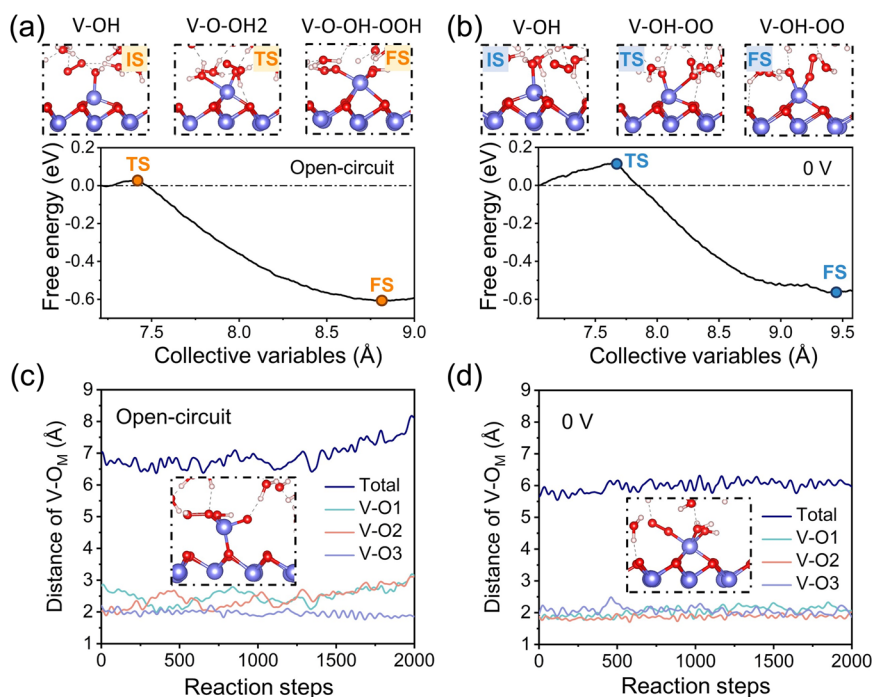 (a)
V-OH
V-O-OH2
V-O-OH-OOH
IS
TS
FS
0.2
0.0
-0.2
-0.4
-0.6
Free energy (eV)
TS
Open-circuit
FS
7.5
8.0
8.5
9.0
Collective variables (Å)
(b)
V-OH
V-OH-OO
V-OH-OO
IS
TS
FS
0.2
0.0
-0.2
-0.4
-0.6
Free energy (eV)
TS
0 V
FS
7.5
8.0
8.5
9.0
9.5
Collective variables (Å)
(c)
9
8
7
6
5
4
3
2
1
Distance of V-O_M (Å)
Open-circuit
Total
V-O1
V-O2
V-O3
0
500
1000
1500
2000
Reaction steps
(d)
9
8
7
6
5
4
3
2
1
Distance of V-O_M (Å)
0 V
Total
V-O1
V-O2
V-O3
0
500
1000
1500
2000
Reaction steps